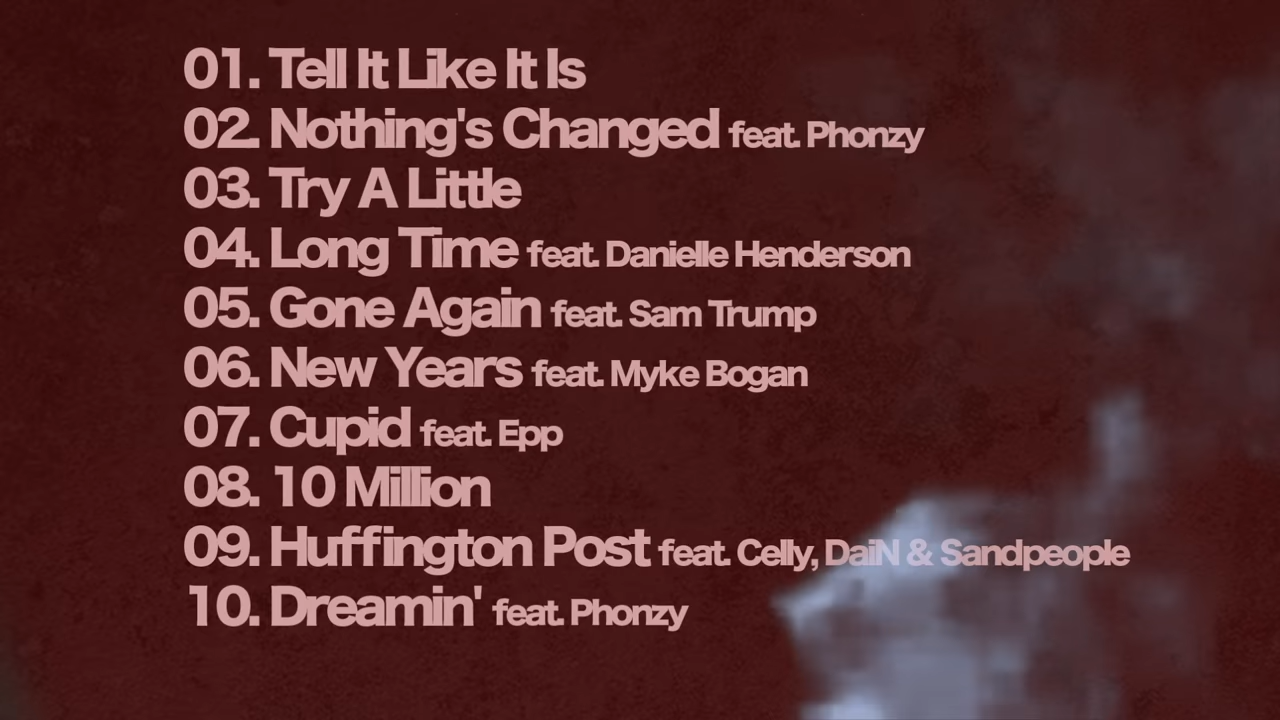 01. Tell It Like It Is
02. Nothing's Changed feat. Phonzy
03. Try A Little
04. Long Time feat. Danielle Henderson
05. Gone Again feat. Sam Trump
06. New Years feat. Myke Bogan
07. Cupid feat. Epp
08. 10 Million
09. Huffington Post feat. Celly, DaiN & Sandpeople
10. Dreamin' feat. Phonzy